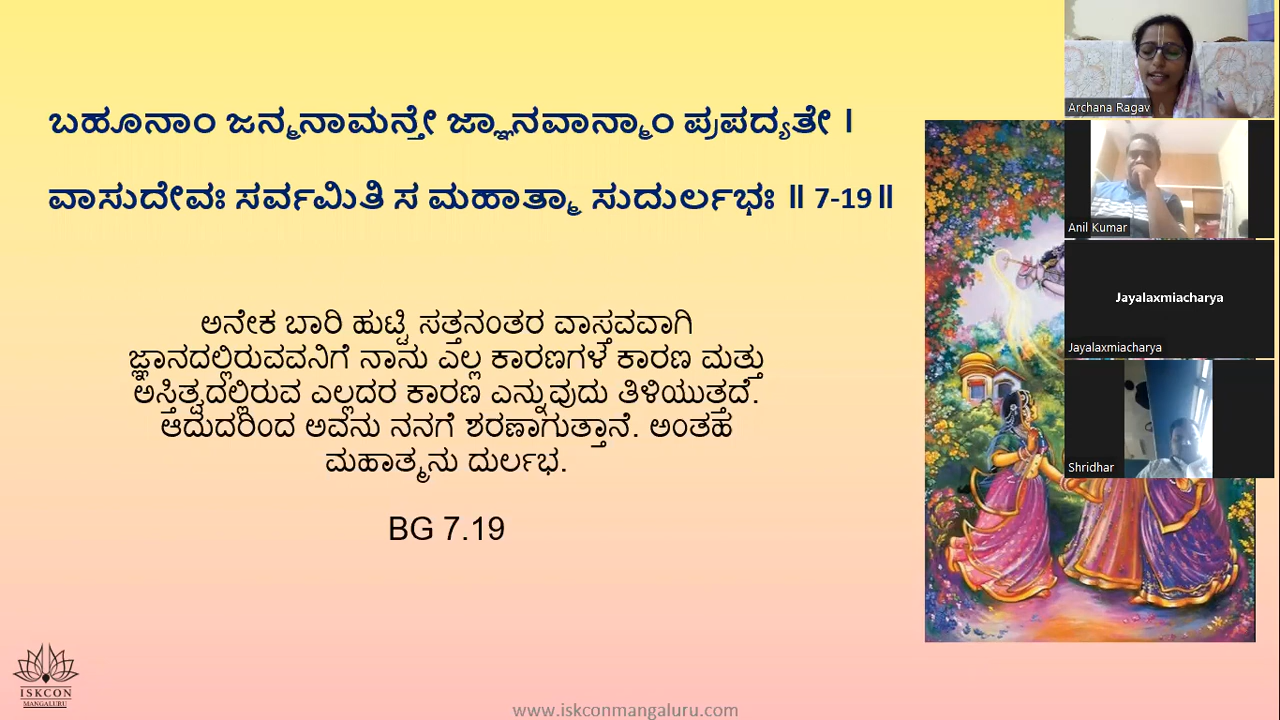 ಬಹೂನಾಂ ಜನ್ಮನಾಮನ್ತೇ ಜ್ಞಾನವಾನ್ಮಾಂ ಪ್ರಪದ್ಯತೇ ।
ವಾಸುದೇವಃ ಸರ್ವಮಿತಿ ಸ ಮಹಾತ್ಮಾ ಸುದುರ್ಲಭಃ ॥ 7-19 ॥
ಅನೇಕ ಬಾರಿ ಹುಟ್ಟಿ ಸತ್ತನಂತರ ವಾಸ್ತವವಾಗಿ
ಜ್ಞಾನದಲ್ಲಿರುವವನಿಗೆ ನಾನು ಎಲ್ಲ ಕಾರಣಗಳ ಕಾರಣ ಮತ್ತು
ಅಸ್ತಿತ್ವದಲ್ಲಿರುವ ಎಲ್ಲದರ ಕಾರಣ ಎನ್ನುವುದು ತಿಳಿಯುತ್ತದೆ.
ಆದುದರಿಂದ ಅವನು ನನಗೆ ಶರಣಾಗುತ್ತಾನೆ. ಅಂತಹ
ಮಹಾತ್ಮನು ದುರ್ಲಭ.
BG 7.19
ISKCON
MANGALURU
www.iskconmangaluru.com
Archana Ragav
Anil Kumar
Jayalaxmiacharya
Jayalaxmiacharya
Shridhar